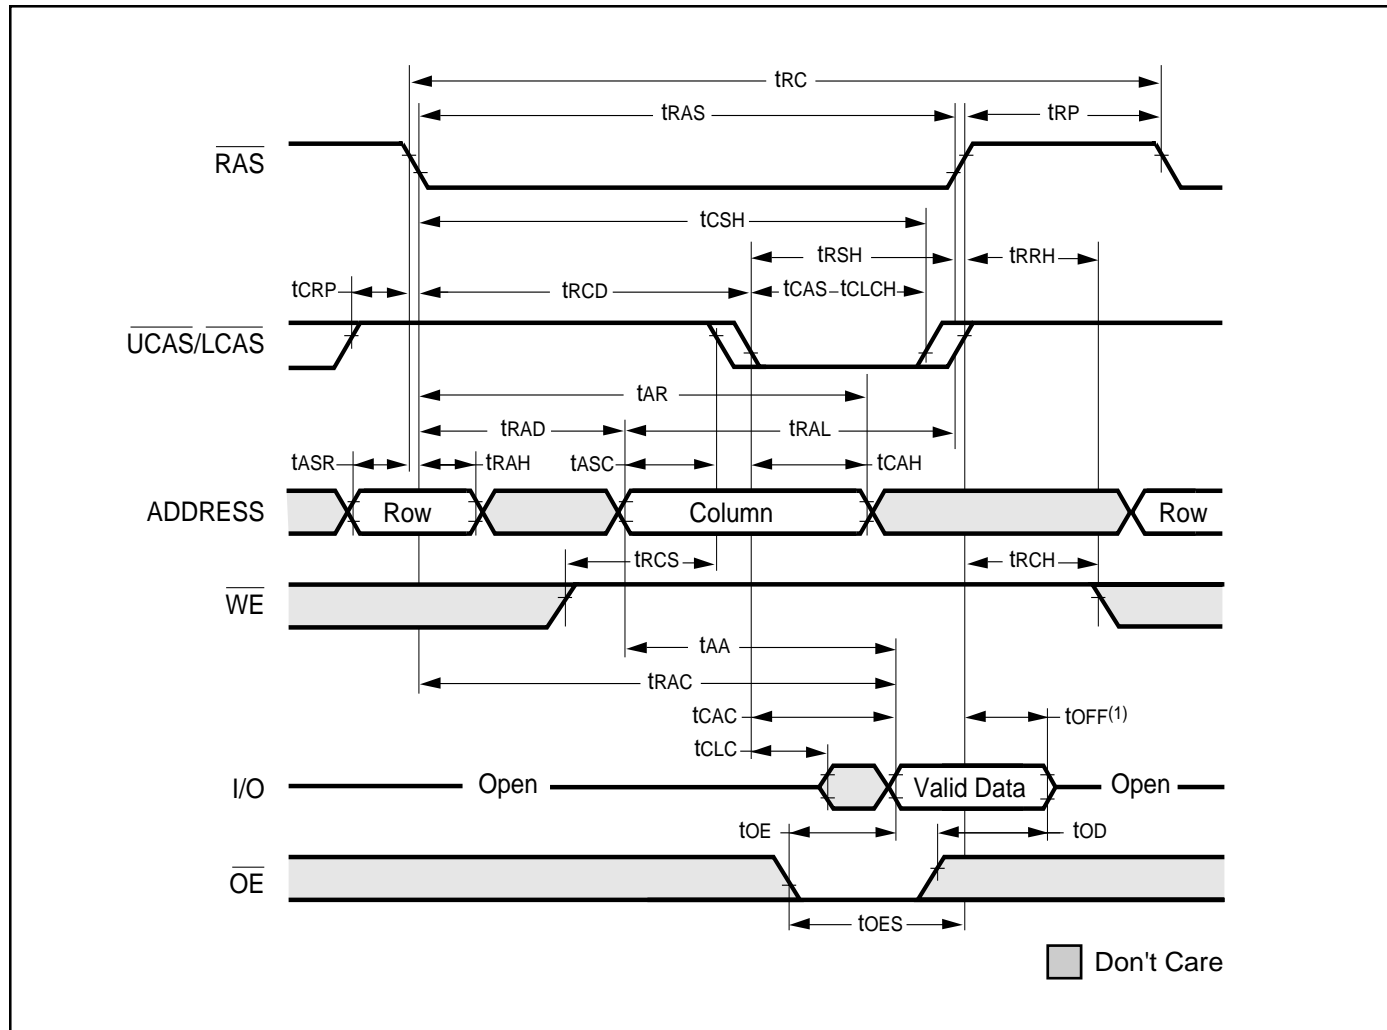 tRC
tRAS tRP
RAS
tCSH
tRSH tRRH
tCRP tRCD tCAS tCLCH
UCAS/LCAS
tAR
tRAD tRAL
tASR tRAH tASC tCAH
ADDRESS Row Column Row
tRCS tRCH
WE
tAA
tRAC
tCAC tOFF(1)
tCLC
I/O Open Valid Data Open
tOE tOD
OE
tOES
Don't Care